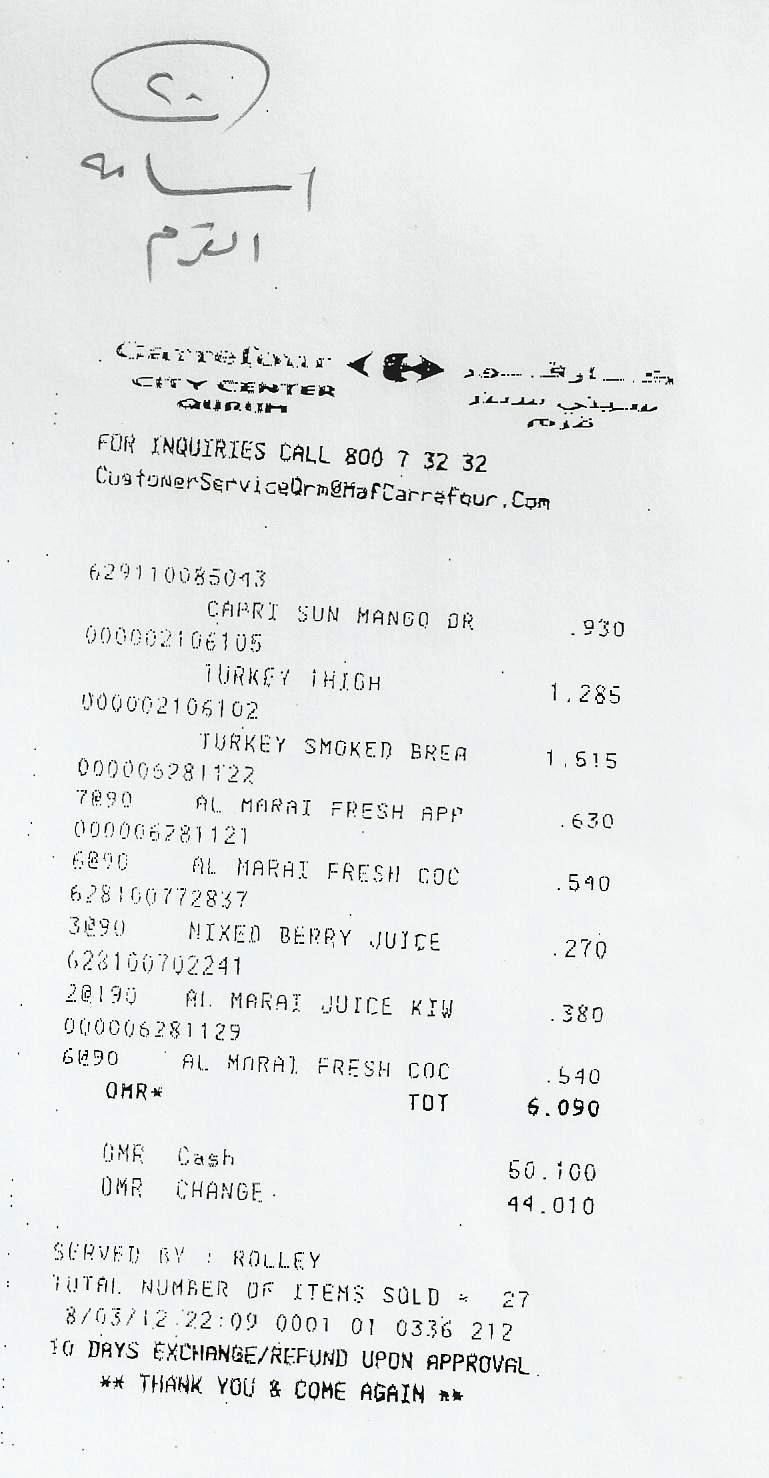 ٢٠
اسامه
القرم
Carrefour كارفور
CITY CENTER سيتي سنتر
QURUM قرم
FOR INQUIRIES CALL 800 7 32 32
CustomerServiceQrm@MafCarrefour.Com
629110085043
CAPRI SUN MANGO DR .930
000002106105
TURKEY THIGH 1.285
000002106102
TURKEY SMOKED BREA 1.515
000006281122
7@90 AL MARAI FRESH APP .630
000006281121
6@90 AL MARAI FRESH COC .540
628100772837
3@90 MIXED BERRY JUICE .270
628100702241
2@190 AL MARAI JUICE KIW .380
000006281129
6@90 AL MARAI FRESH COC .540
OMR* TOT 6.090
OMR Cash 50.100
OMR CHANGE 44.010
SERVED BY : ROLLEY
TOTAL NUMBER OF ITEMS SOLD = 27
8/03/12 22:09 0001 01 0336 212
10 DAYS EXCHANGE/REFUND UPON APPROVAL
** THANK YOU & COME AGAIN **